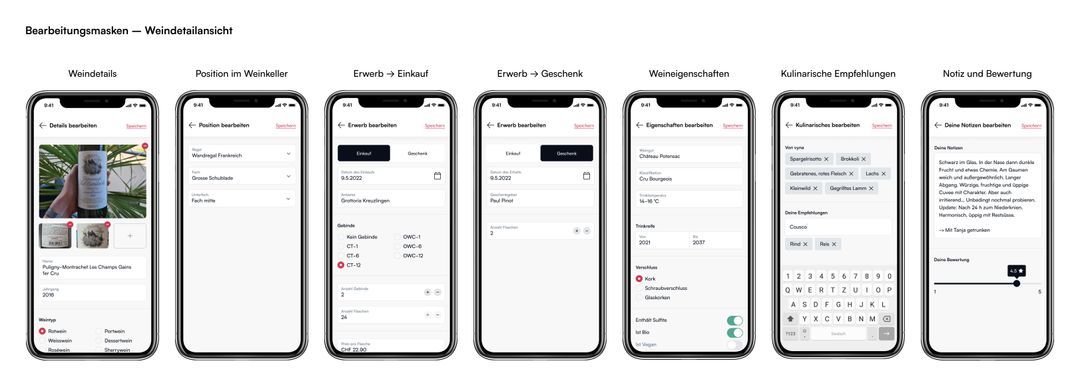 Bearbeitungsmasken — Weindetailansicht
Weindetails
9:41
Details bearbeiten
Speichern
Name
Puligny-Montrachet Les Champs Gains
1er Cru
Jahrgang
2016
Weintyp
Rotwein
Portwein
Weisswein
Dessertwein
Roséwein
Sherrywein
Position im Weinkeller
9:41
Position bearbeiten
Speichern
Regal
Wandregal Frankreich
Fach
Grosse Schublade
Unterfach
Fach mitte
Erwerb → Einkauf
9:41
Erwerb bearbeiten
Speichern
Einkauf
Geschenk
Datum des Einkaufs
9.5.2022
Anbieter
Grottoria Kreuzlingen
Gebinde
Kein Gebinde
OWC-1
CT-1
OWC-6
CT-6
OWC-12
CT-12
Anzahl Gebinde
2
Anzahl Flaschen
24
Preis pro Flasche
CHF 22.90
Erwerb → Geschenk
9:41
Erwerb bearbeiten
Speichern
Einkauf
Geschenk
Datum des Erhalts
9.5.2022
Geschenkgeber
Paul Pinot
Anzahl Flaschen
2
Weineigenschaften
9:41
Eigenschaften bearbeiten
Speichern
Weingut
Château Potensac
Klassifikation
Cru Bourgeois
Trinktemperatur
14-16 °C
Trinkreife
Von
2021
Bis
2037
Verschluss
Kork
Schraubverschluss
Glaskorken
Enthält Sulfite
Ist Bio
Ist Vegan
Kulinarische Empfehlungen
9:41
Kulinarisches bearbeiten
Speichern
Von vyna
Spargelrisotto ×
Brokkoli ×
Gebratenes, rotes Fleisch ×
Lachs ×
Kleinwild ×
Gegrilltes Lamm ×
Deine Empfehlungen
Cousco
Rind ×
Reis ×
1 2 3 4 5 6 7 8 9 0
Q W E R T Z U I O P
A S D F G H J K L
Y X C V B N M
?123
Deutsch
Notiz und Bewertung
9:41
Deine Notizen bearbeiten
Speichern
Deine Notizen
Schwarz im Glas. In der Nase dann dunkle
Frucht und etwas Chemie. Am Gaumen
weich und außergewöhnlich. Langer
Abgang. Würzige, fruchtige und üppige
Cuvee mit Charakter. Aber auch
irritierend... Unbedingt nochmal probieren.
Update: Nach 24 h zum Niederknien,
Harmonisch, üppig mit Restsüsse.
-> Mit Tanja getrunken
Deine Bewertung
4.5 ★
1
5